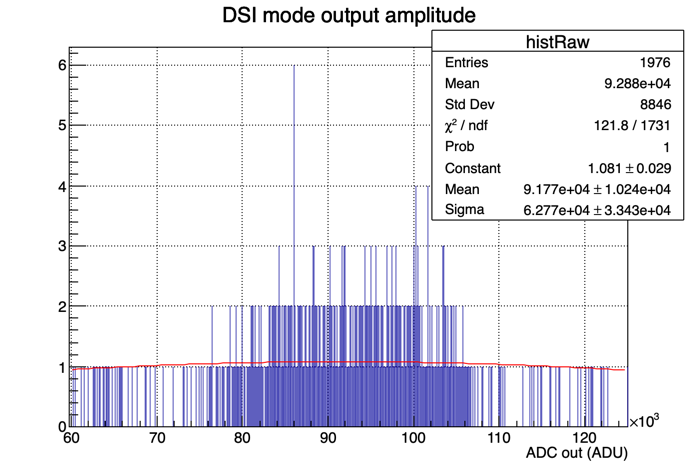 DSI mode output amplitude
histRaw
Entries 1976
Mean 9.288e+04
Std Dev 8846
χ² / ndf 121.8 / 1731
Prob 1
Constant 1.081 ± 0.029
Mean 9.177e+04 ± 1.024e+04
Sigma 6.277e+04 ± 3.343e+04
6
5
4
3
2
1
0
60 70 80 90 100 110 120
×10³
ADC out (ADU)